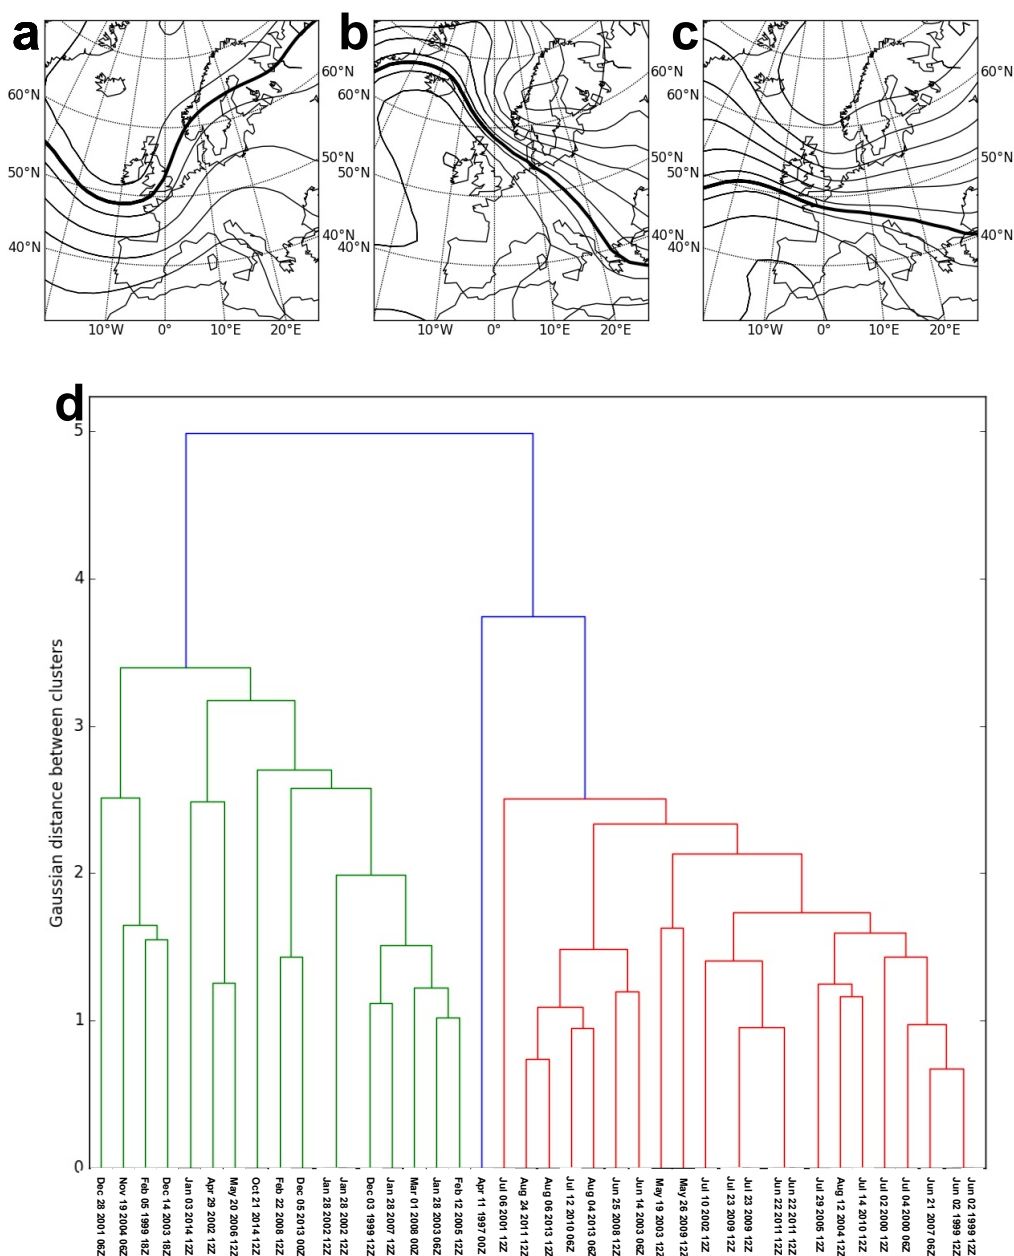 a b c
60°N 60°N 60°N 60°N
50°N 50°N 50°N 50°N
40°N 40°N 40°N 40°N
10°W 0° 10°E 20°E 10°W 0° 10°E 20°E 10°W 0° 10°E 20°E
d
5
4
3
2
1
0
Gaussian distance between clusters
Dec 28 2001 06Z
Nov 19 2004 06Z
Feb 05 1999 18Z
Dec 14 2003 18Z
Jan 03 2014 12Z
Apr 29 2002 12Z
May 20 2006 12Z
Oct 21 2014 12Z
Feb 22 2008 12Z
Dec 05 2013 00Z
Jan 28 2002 12Z
Jan 28 2002 12Z
Dec 03 1999 12Z
Jan 28 2007 12Z
Mar 01 2008 00Z
Jan 28 2003 06Z
Feb 12 2005 12Z
Apr 11 1997 00Z
Jul 06 2001 12Z
Aug 24 2011 12Z
Aug 06 2013 12Z
Jul 12 2010 06Z
Aug 04 2013 06Z
Jun 25 2008 12Z
Jun 14 2003 06Z
May 19 2003 12Z
May 26 2009 12Z
Jul 10 2002 12Z
Jul 23 2009 12Z
Jul 23 2009 12Z
Jun 22 2011 12Z
Jun 22 2011 12Z
Jul 29 2005 12Z
Aug 12 2004 12Z
Jul 14 2010 12Z
Jul 02 2000 12Z
Jul 04 2000 06Z
Jun 21 2007 06Z
Jun 02 1999 12Z
Jun 02 1999 12Z